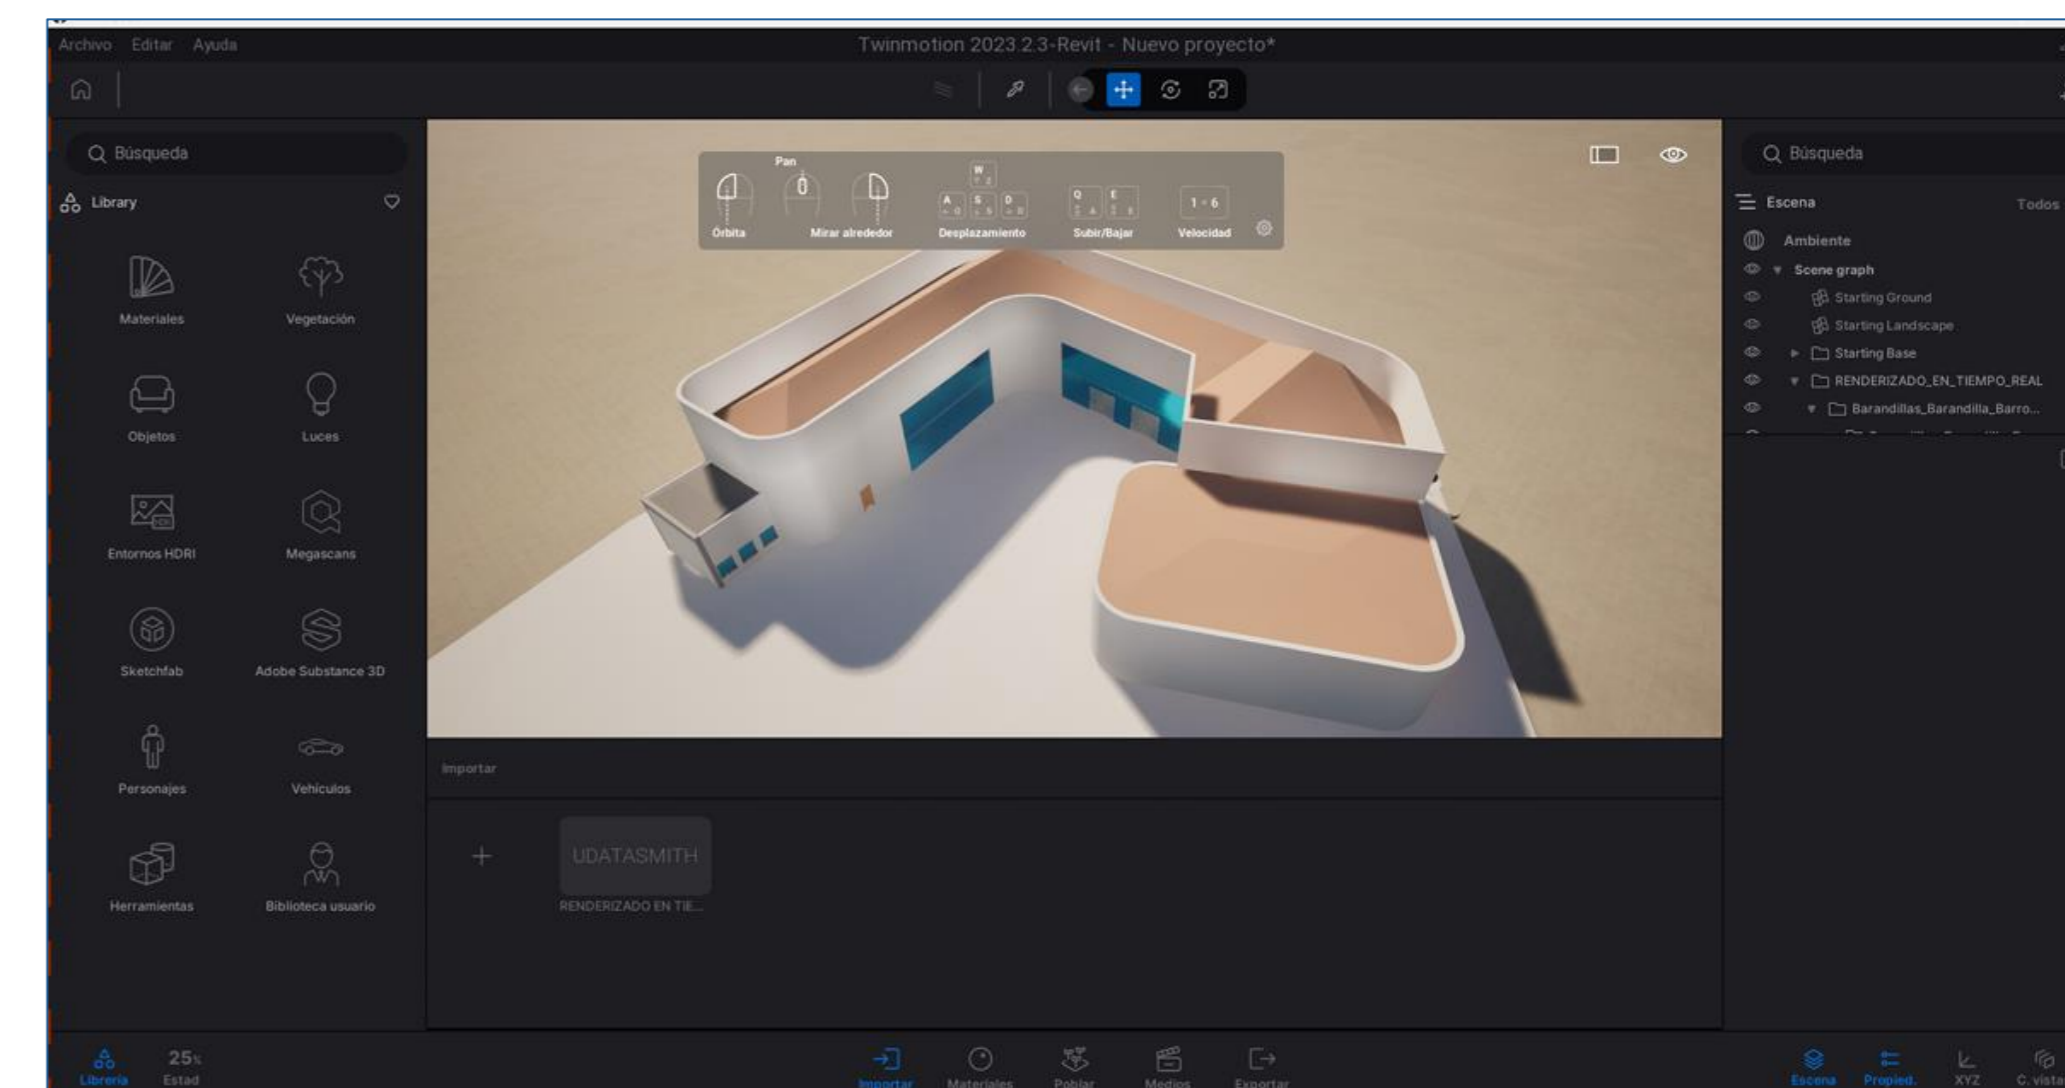 Archivo Editar Ayuda
Twinmotion 2023.2.3-Revit - Nuevo proyecto*
Búsqueda
Library
Materiales
Vegetación
Objetos
Luces
Entornos HDRI
Megascans
Sketchfab
Adobe Substance 3D
Personajes
Vehículos
Herramientas
Biblioteca usuario
Pan
Órbita
Mirar alrededor
W
A S D
Desplazamiento
Q E
Subir/Bajar
1 - 6
Velocidad
Búsqueda
Escena
Todos
Ambiente
Scene graph
Starting Ground
Starting Landscape
Starting Base
RENDERIZADO_EN_TIEMPO_REAL
Barandillas_Barandilla_Barro...
Importar
UDATASMITH
RENDERIZADO EN TIE...
Librería
25%
Estad
Importar
Materiales
Poblar
Medios
Exportar
Escena
Propied.
XYZ
C. vista